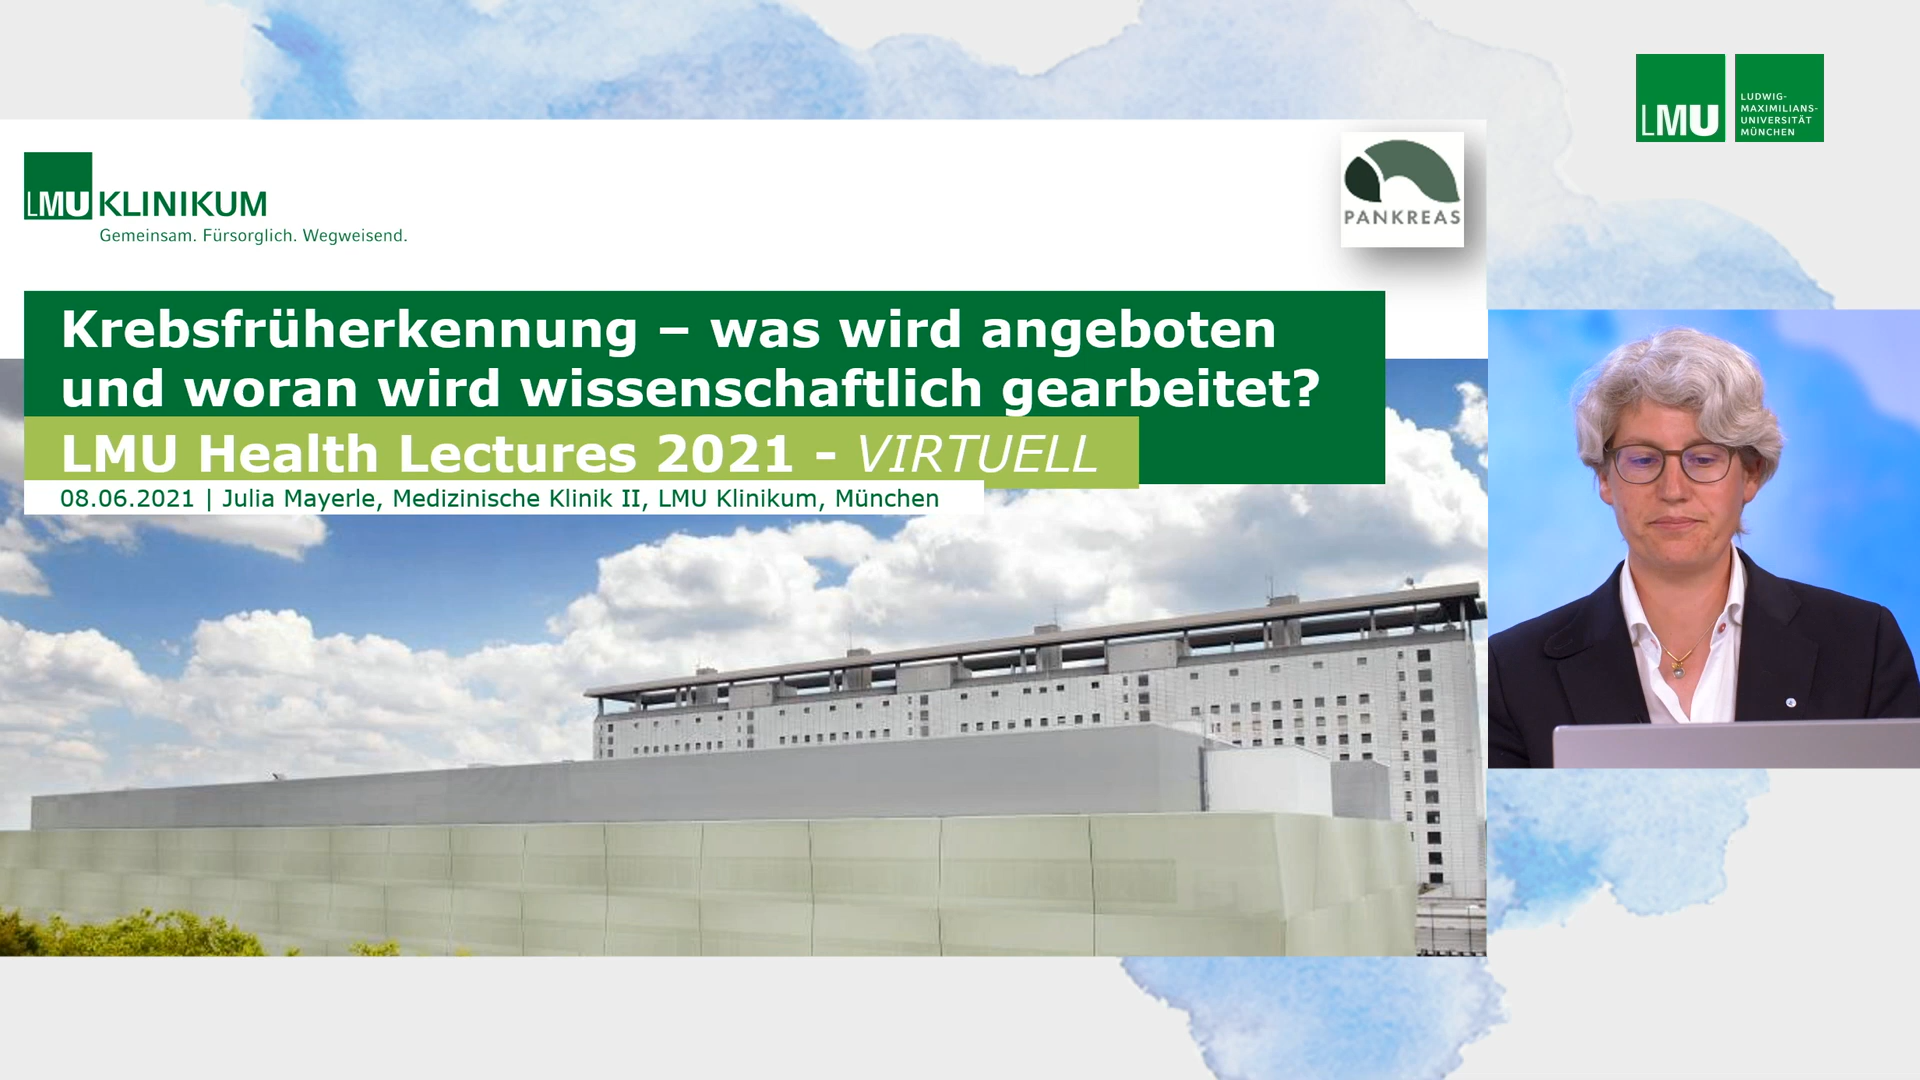 LMU
LUDWIG-
MAXIMILIANS-
UNIVERSITÄT
MÜNCHEN
LMU KLINIKUM
Gemeinsam. Fürsorglich. Wegweisend.
PANKREAS
Krebsfrüherkennung – was wird angeboten
und woran wird wissenschaftlich gearbeitet?
LMU Health Lectures 2021 - VIRTUELL
08.06.2021 | Julia Mayerle, Medizinische Klinik II, LMU Klinikum, München